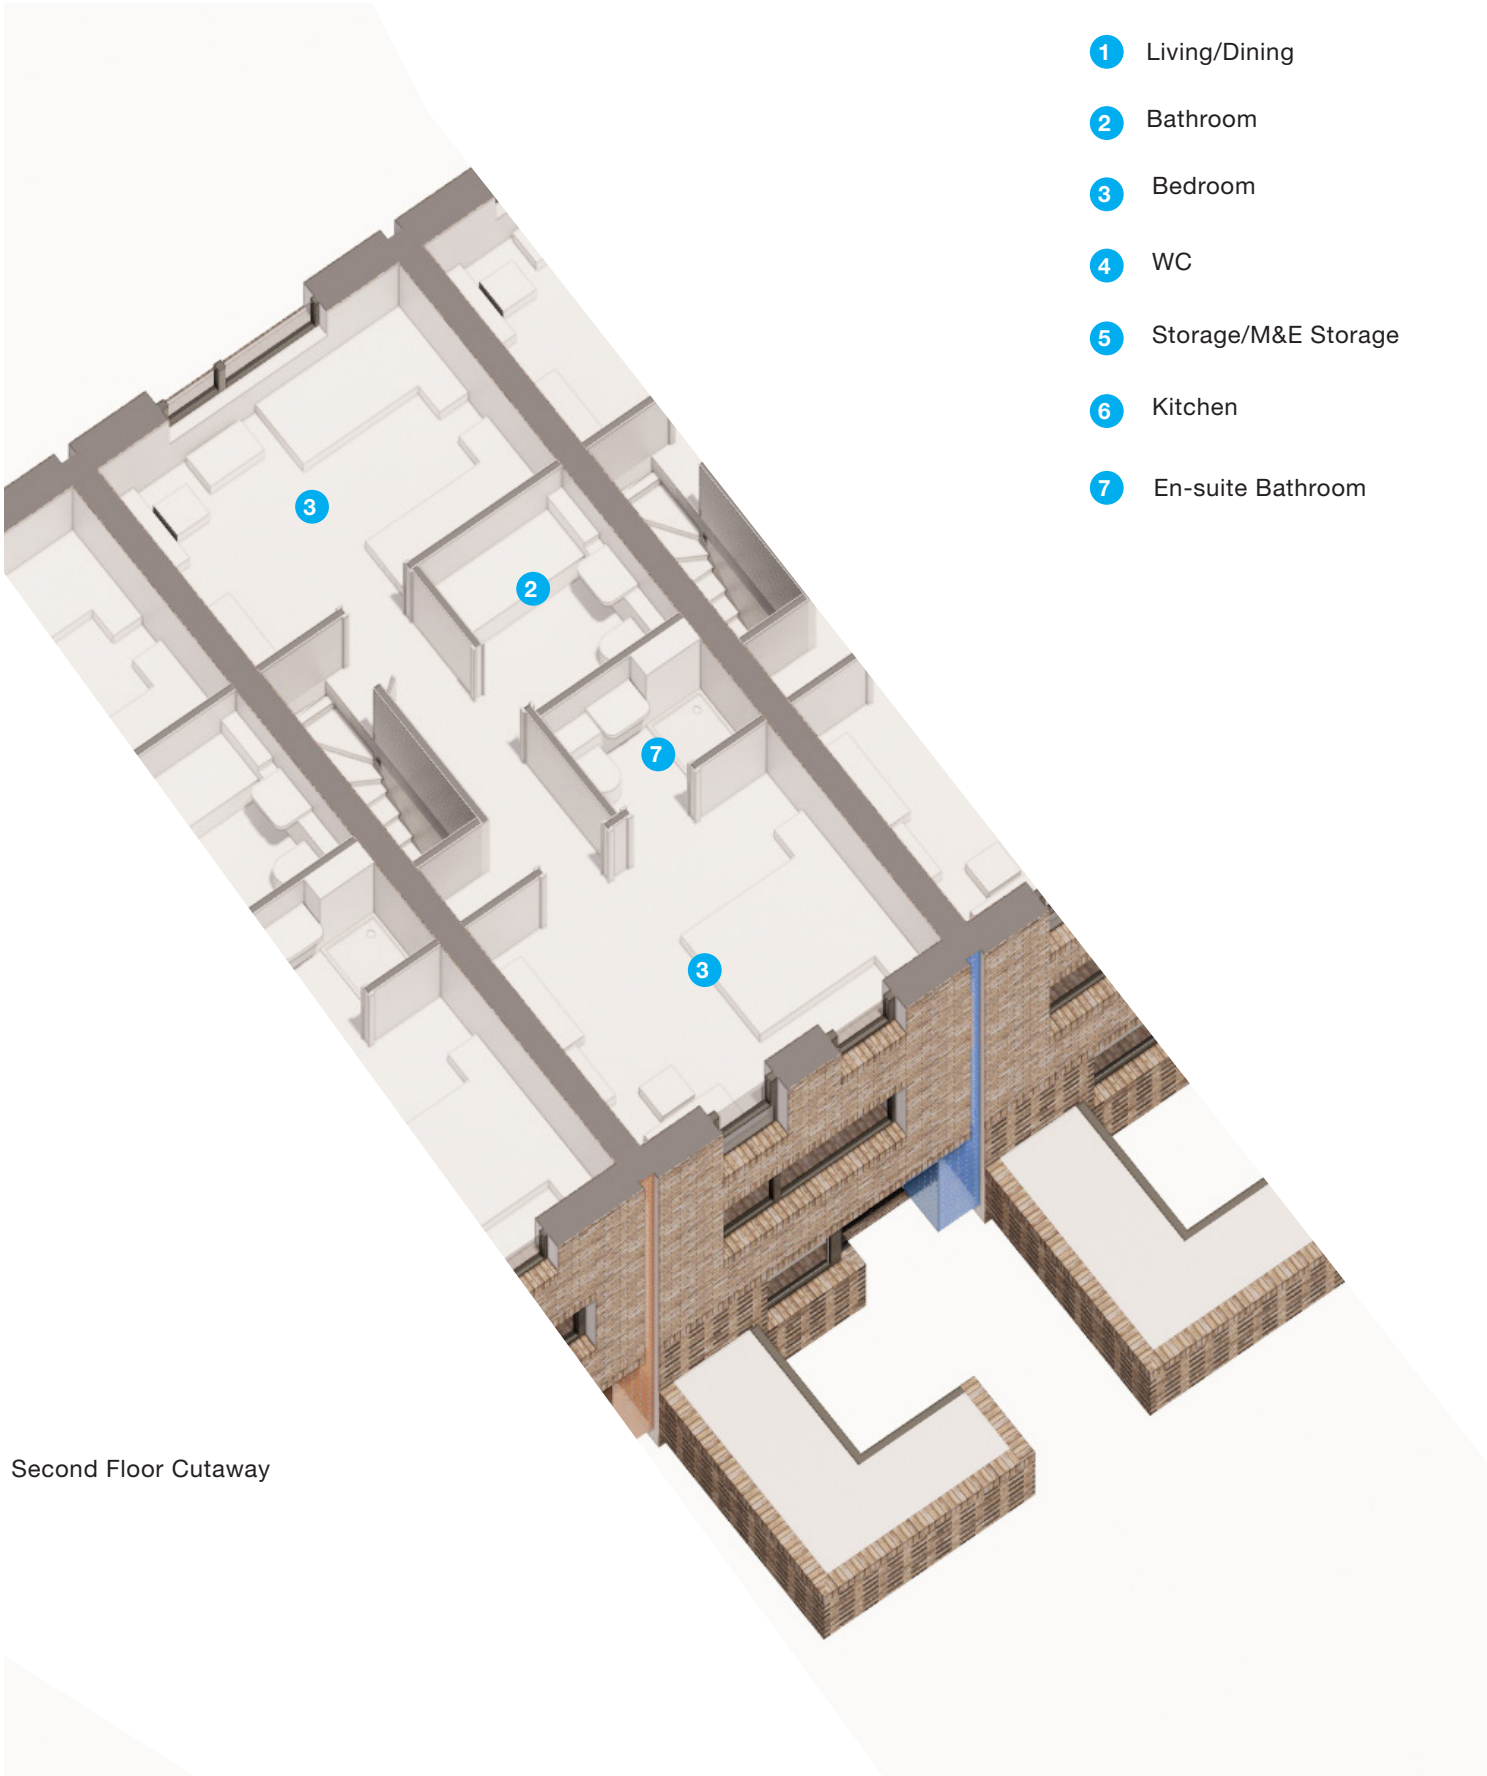 1 Living/Dining
2 Bathroom
3 Bedroom
4 WC
5 Storage/M&E Storage
6 Kitchen
7 En-suite Bathroom
3
2
7
3
Second Floor Cutaway